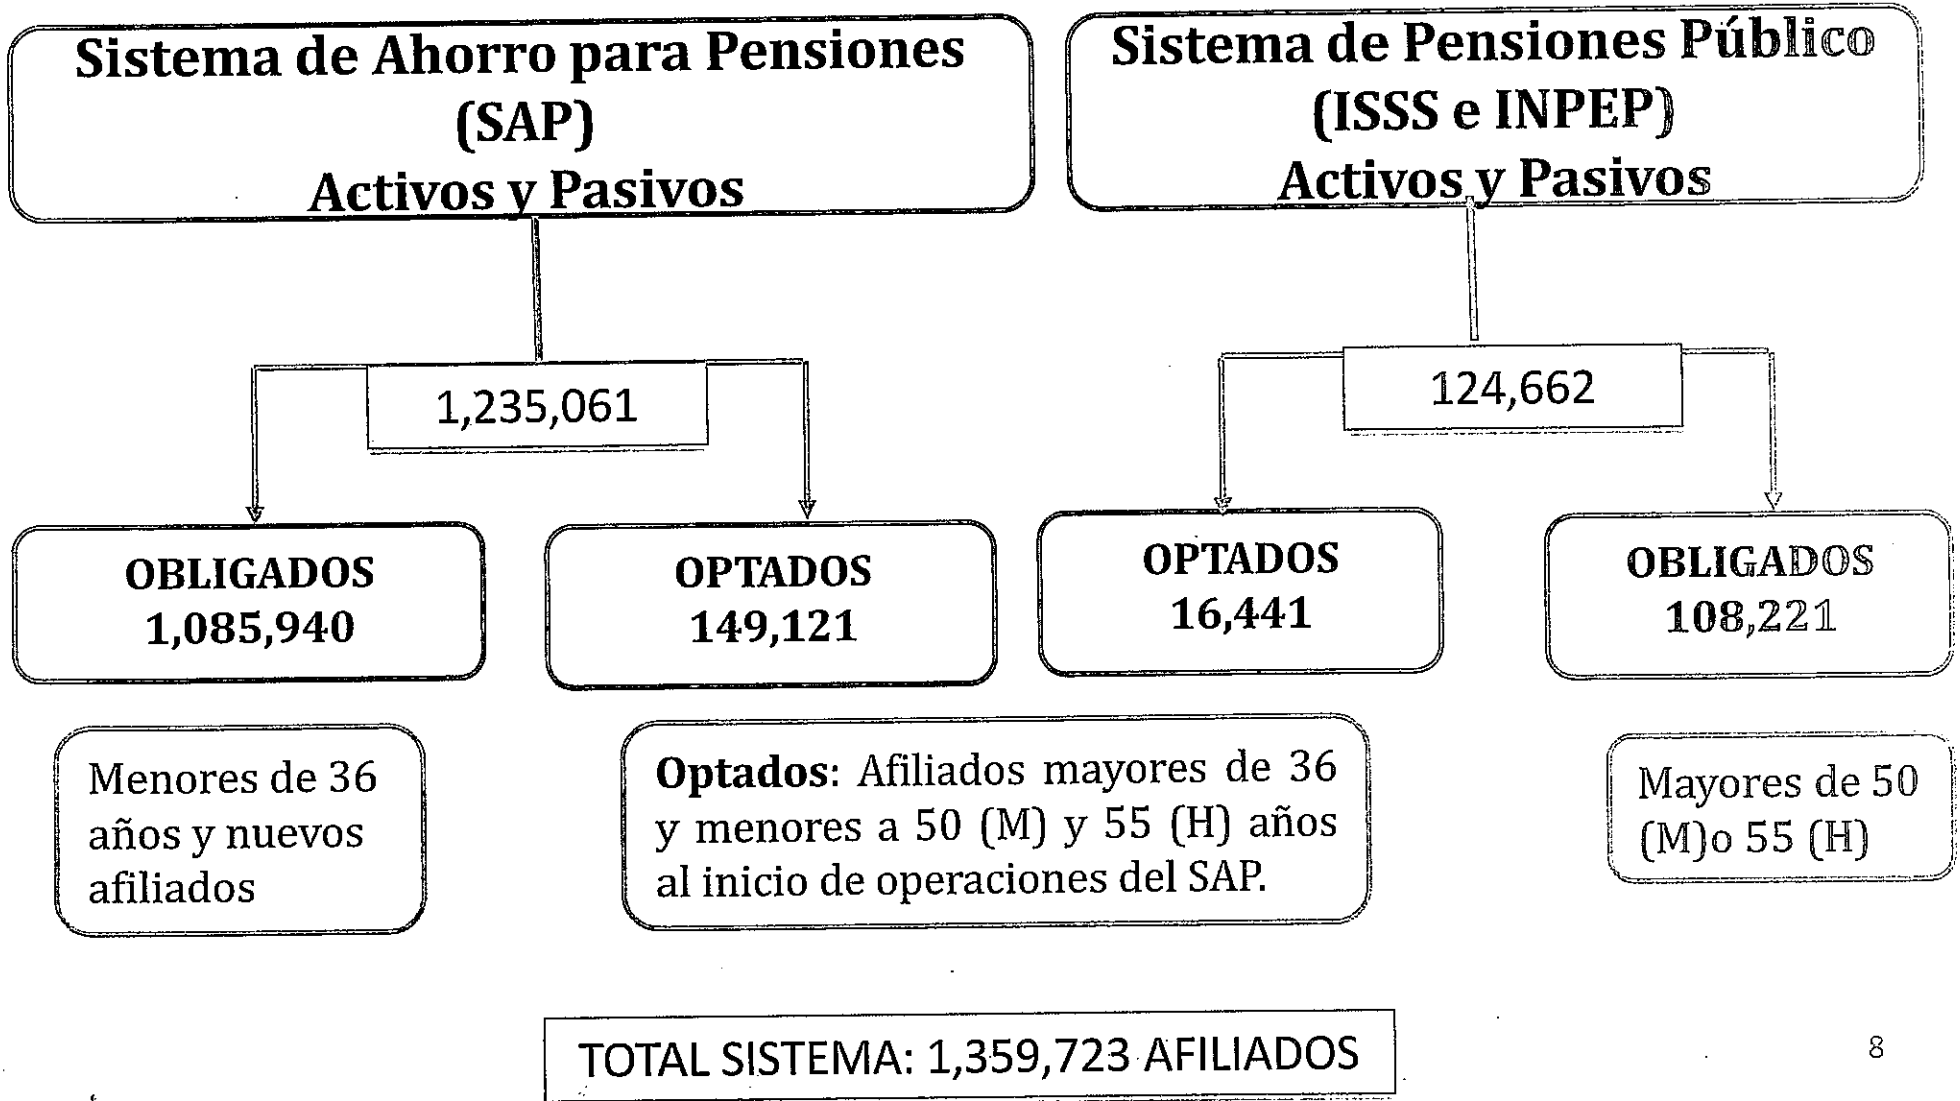 Sistema de Ahorro para Pensiones
(SAP)
Activos y Pasivos
Sistema de Pensiones Público
(ISSS e INPEP)
Activos y Pasivos
1,235,061
124,662
OBLIGADOS
1,085,940
OPTADOS
149,121
OPTADOS
16,441
OBLIGADOS
108,221
Menores de 36
años y nuevos
afiliados
Optados: Afiliados mayores de 36
y menores a 50 (M) y 55 (H) años
al inicio de operaciones del SAP.
Mayores de 50
(M)o 55 (H)
TOTAL SISTEMA: 1,359,723 AFILIADOS
8